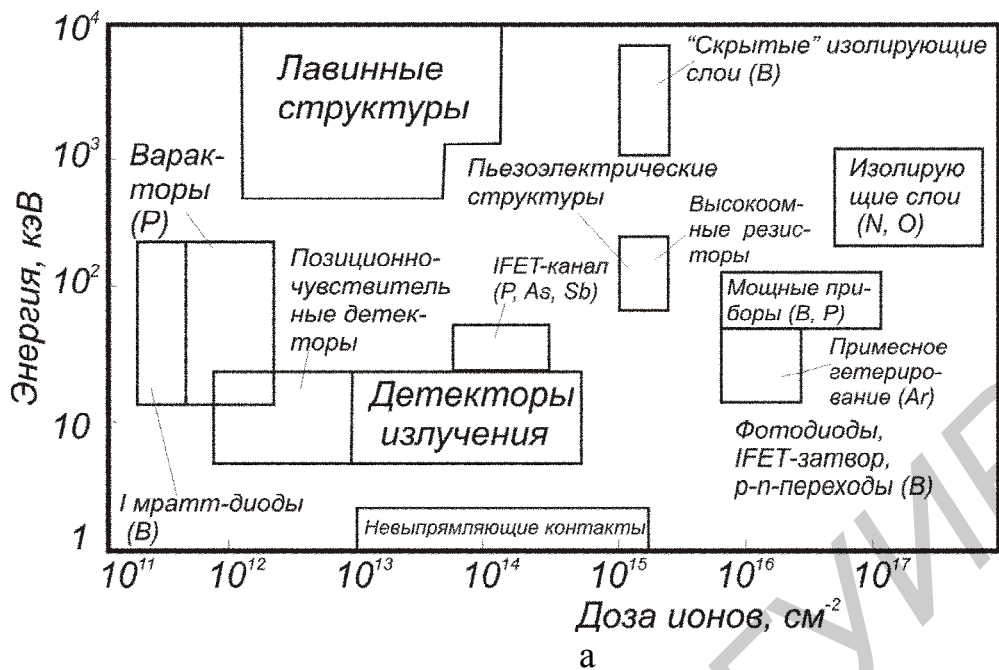 10⁴
10³
10²
10
1
Энергия, кэВ
Лавинные
структуры
“Скрытые” изолирующие
слои (В)
Варак-
торы
(Р)
Пьезоэлектрические
структуры
Изолирую
щие слои
(N, O)
Высокоом-
ные резис-
торы
Позиционно-
чувствитель
ные детек-
торы
IFET-канал
(P, As, Sb)
Мощные при-
боры (В, Р)
Примесное
гетериро-
вание (Ar)
Детекторы
излучения
Фотодиоды,
IFET-затвор,
p-n-переходы (В)
I мратт-диоды
(В)
Невыпрямляющие контакты
10¹¹ 10¹² 10¹³ 10¹⁴ 10¹⁵ 10¹⁶ 10¹⁷
Доза ионов, см⁻²
а
ГУИР